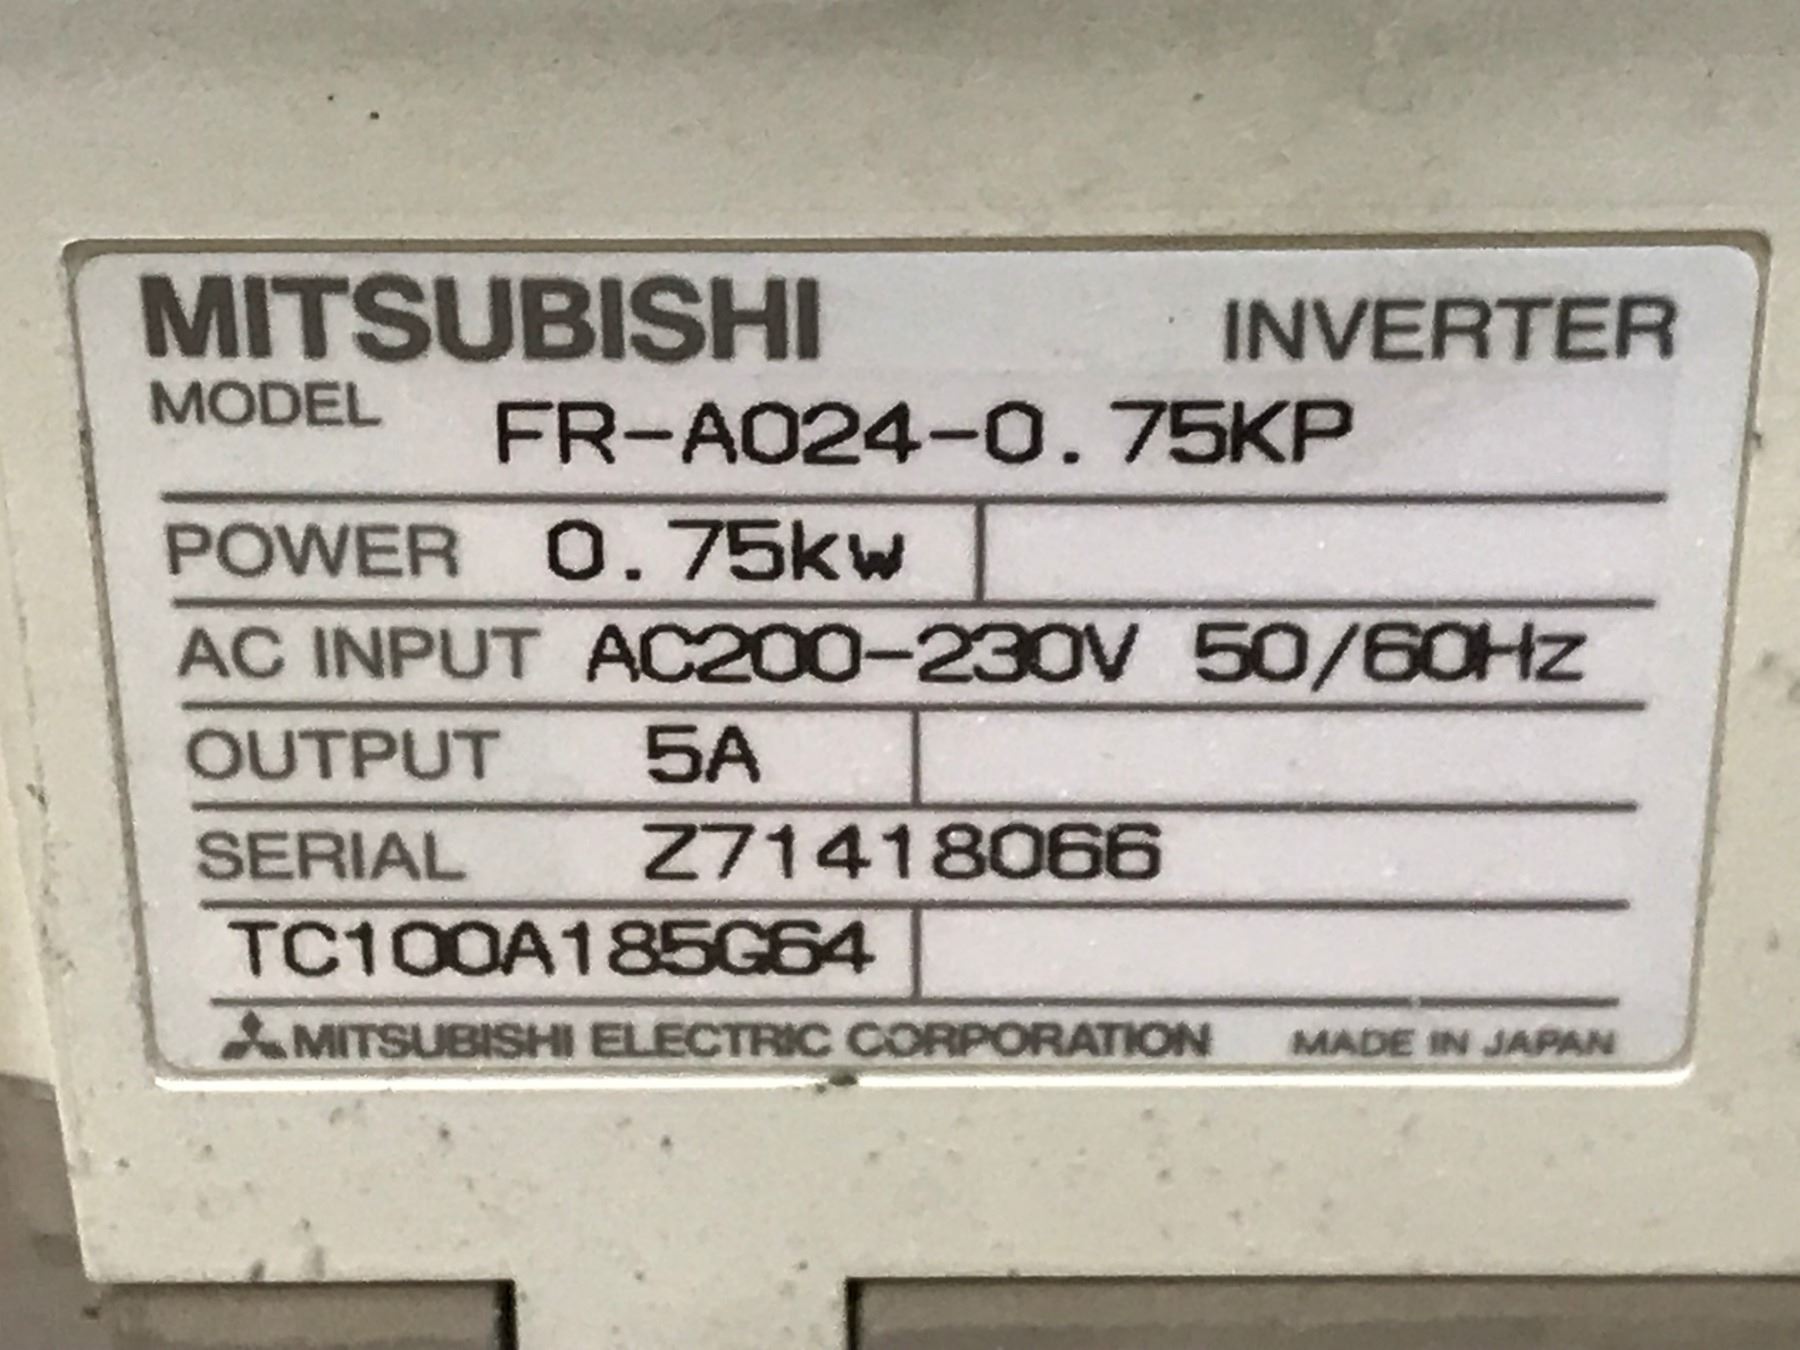 MITSUBISHI INVERTER
MODEL FR-A024-0.75KP
POWER 0.75kw
AC INPUT AC200-230V 50/60Hz
OUTPUT 5A
SERIAL Z71418066
TC100A185G64
MITSUBISHI ELECTRIC CORPORATION MADE IN JAPAN